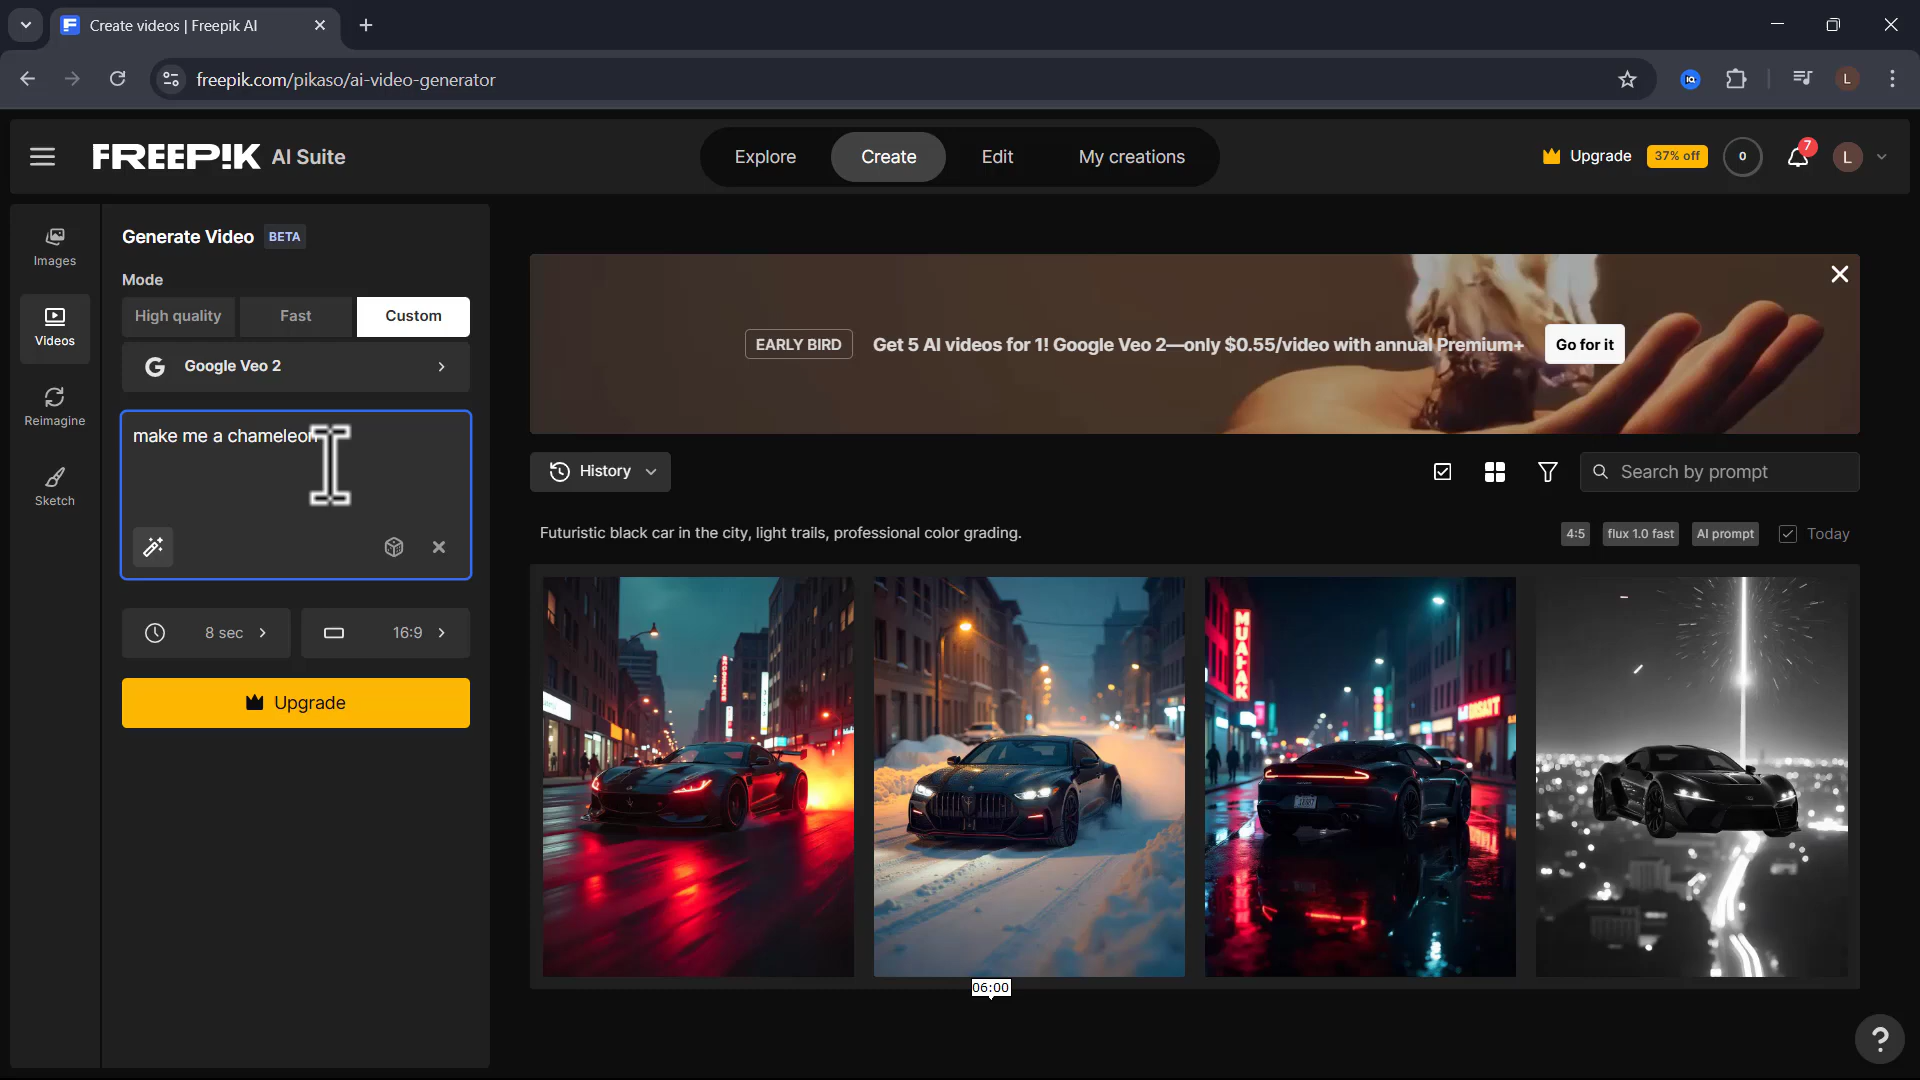 Create videos | Freepik AI
freepik.com/pikaso/ai-video-generator
L
FREEP!K AI Suite
Explore
Create
Edit
My creations
Upgrade
37% off
0
7
L
Images
Videos
Reimagine
Sketch
Generate Video BETA
Mode
High quality
Fast
Custom
G Google Veo 2
make me a chameleon
8 sec
16:9
Upgrade
EARLY BIRD Get 5 AI videos for 1! Google Veo 2—only $0.55/video with annual Premium+ Go for it
History
Search by prompt
Futuristic black car in the city, light trails, professional color grading.
4:5
flux 1.0 fast
AI prompt
Today
06:00
?